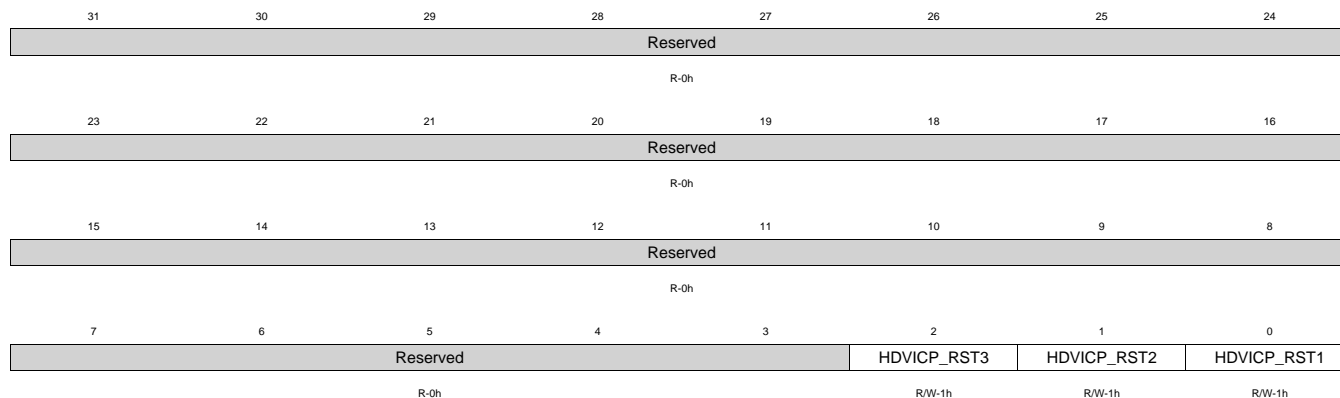 31 30 29 28 27 26 25 24
Reserved
R-0h
23 22 21 20 19 18 17 16
Reserved
R-0h
15 14 13 12 11 10 9 8
Reserved
R-0h
7 6 5 4 3 2 1 0
Reserved HDVICP_RST3 HDVICP_RST2 HDVICP_RST1
R-0h R/W-1h R/W-1h R/W-1h